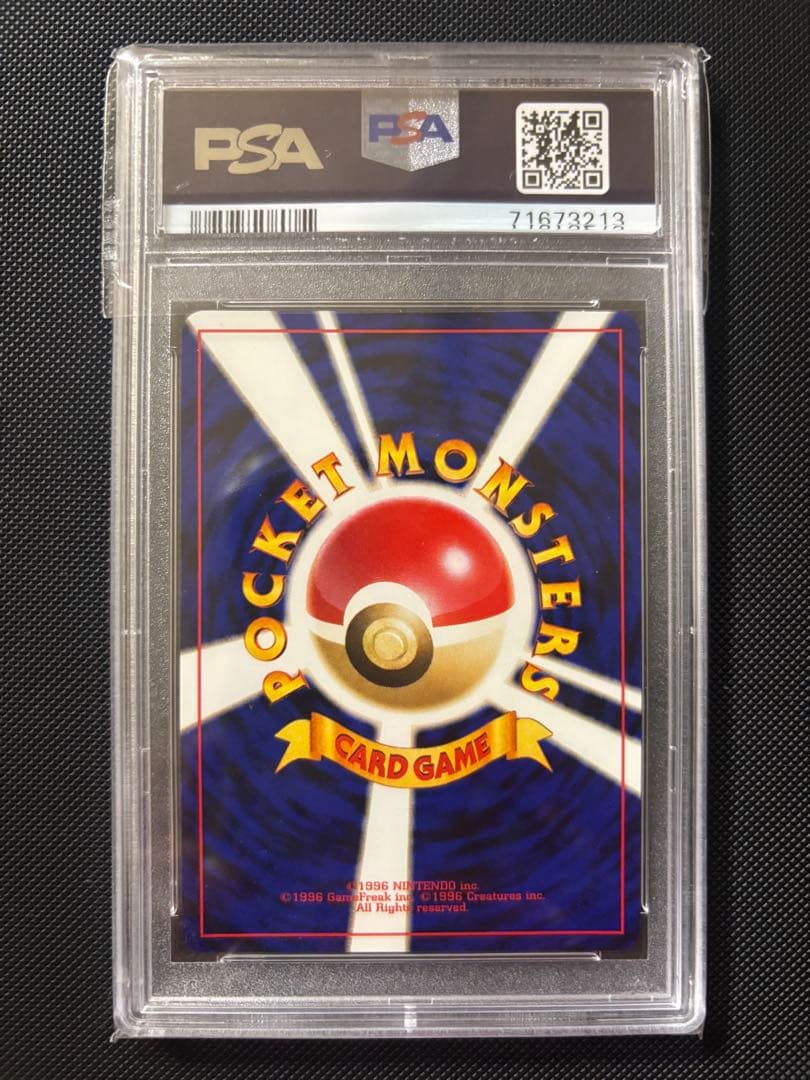 PSA PSA
71673213
POCKET MONSTERS
CARD GAME
©1996 NINTENDO inc.
©1996 GameFreak inc. ©1996 Creatures inc.
All Rights reserved.